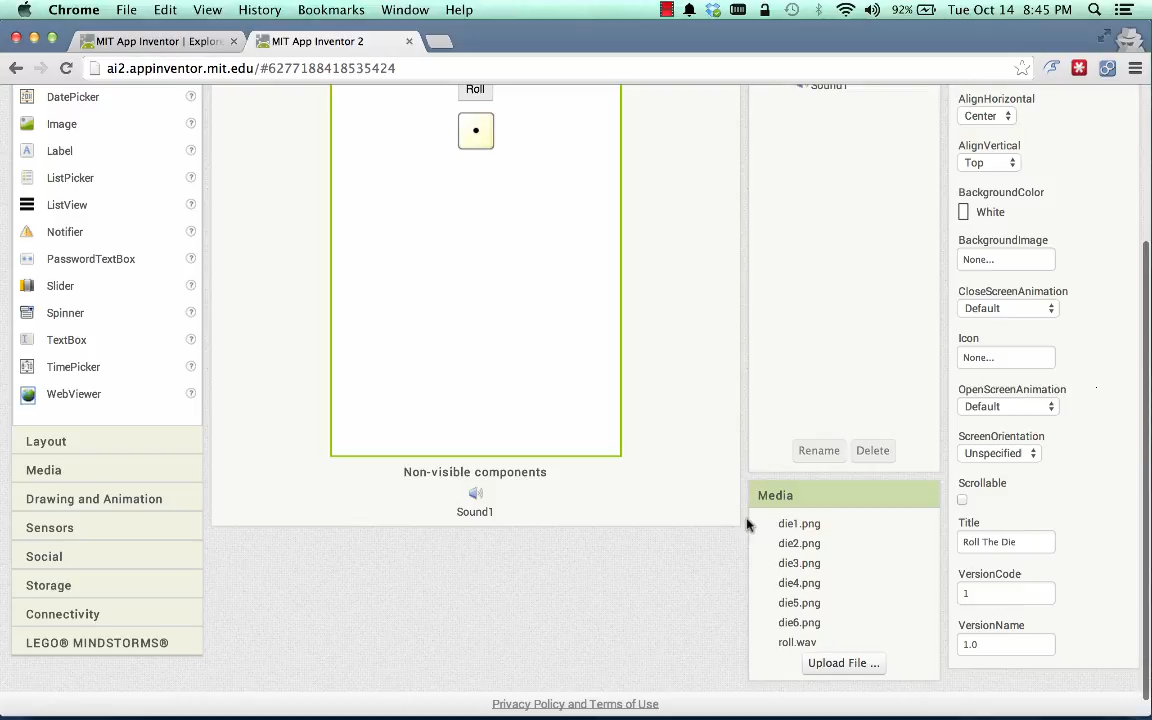 Chrome File Edit View History Bookmarks Window Help 92% Tue Oct 14 8:45 PM
MIT App Inventor | Explore MIT App Inventor 2
ai2.appinventor.mit.edu/#6277188418535424
DatePicker ?
Image ?
Label ?
ListPicker ?
ListView ?
Notifier ?
PasswordTextBox ?
Slider ?
Spinner ?
TextBox ?
TimePicker ?
WebViewer ?
Layout
Media
Drawing and Animation
Sensors
Social
Storage
Connectivity
LEGO® MINDSTORMS®
Roll
Non-visible components
Sound1
Sound1
Rename Delete
Media
die1.png
die2.png
die3.png
die4.png
die5.png
die6.png
roll.wav
Upload File ...
AlignHorizontal
Center
AlignVertical
Top
BackgroundColor
White
BackgroundImage
None...
CloseScreenAnimation
Default
Icon
None...
OpenScreenAnimation
Default
ScreenOrientation
Unspecified
Scrollable
Title
Roll The Die
VersionCode
1
VersionName
1.0
Privacy Policy and Terms of Use